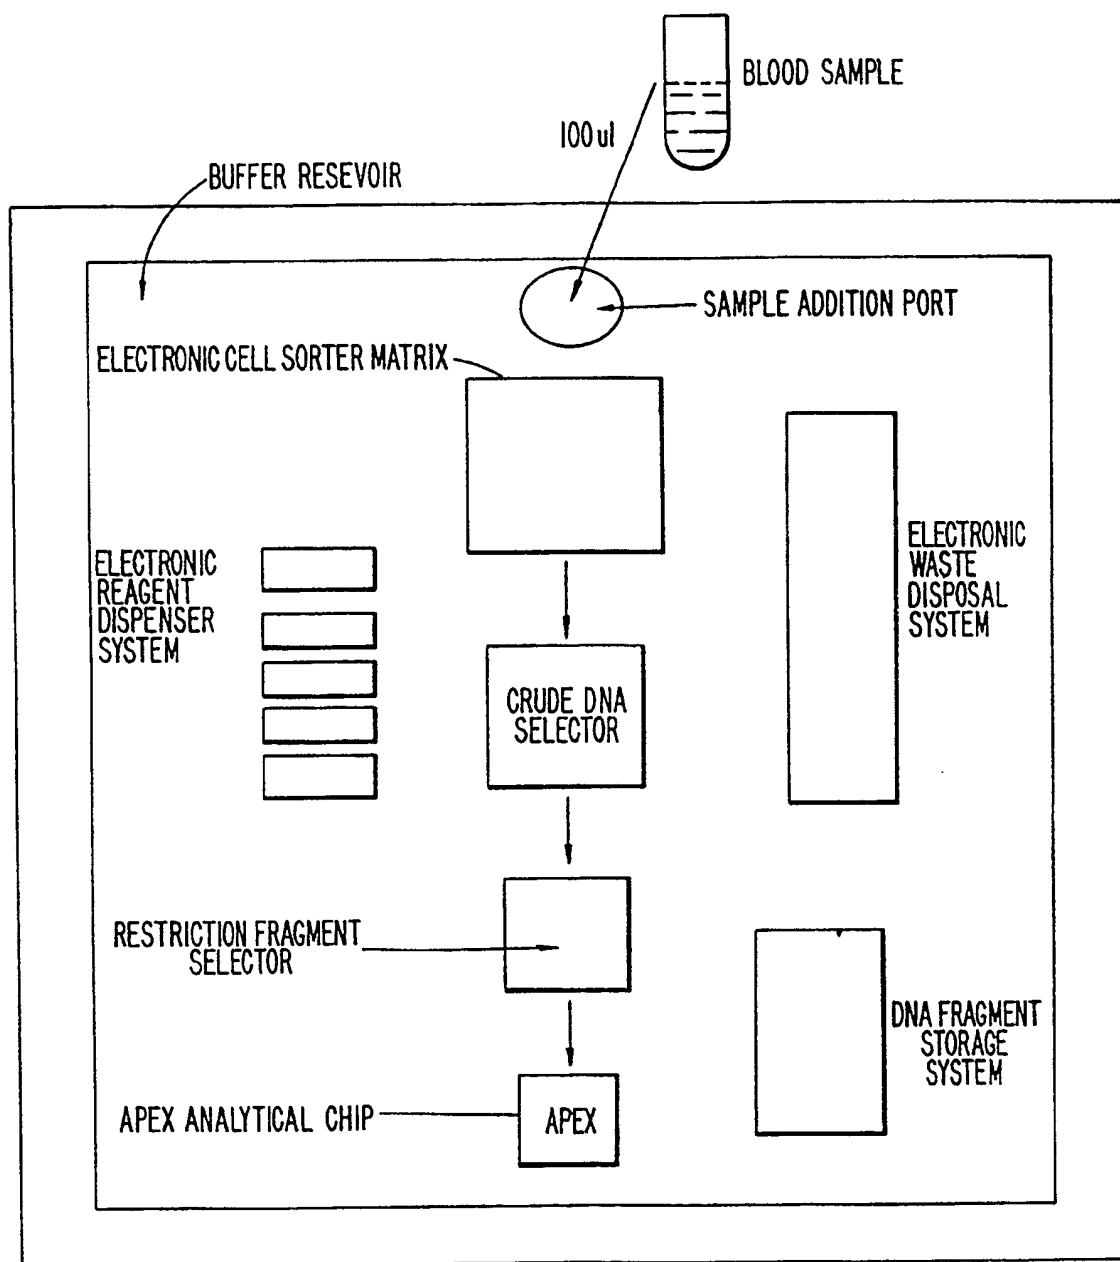 BLOOD SAMPLE
100ul
BUFFER RESEVOIR
SAMPLE ADDITION PORT
ELECTRONIC CELL SORTER MATRIX
ELECTRONIC
REAGENT
DISPENSER
SYSTEM
ELECTRONIC
WASTE
DISPOSAL
SYSTEM
CRUDE DNA
SELECTOR
RESTRICTION FRAGMENT
SELECTOR
DNA FRAGMENT
STORAGE
SYSTEM
APEX ANALYTICAL CHIP
APEX